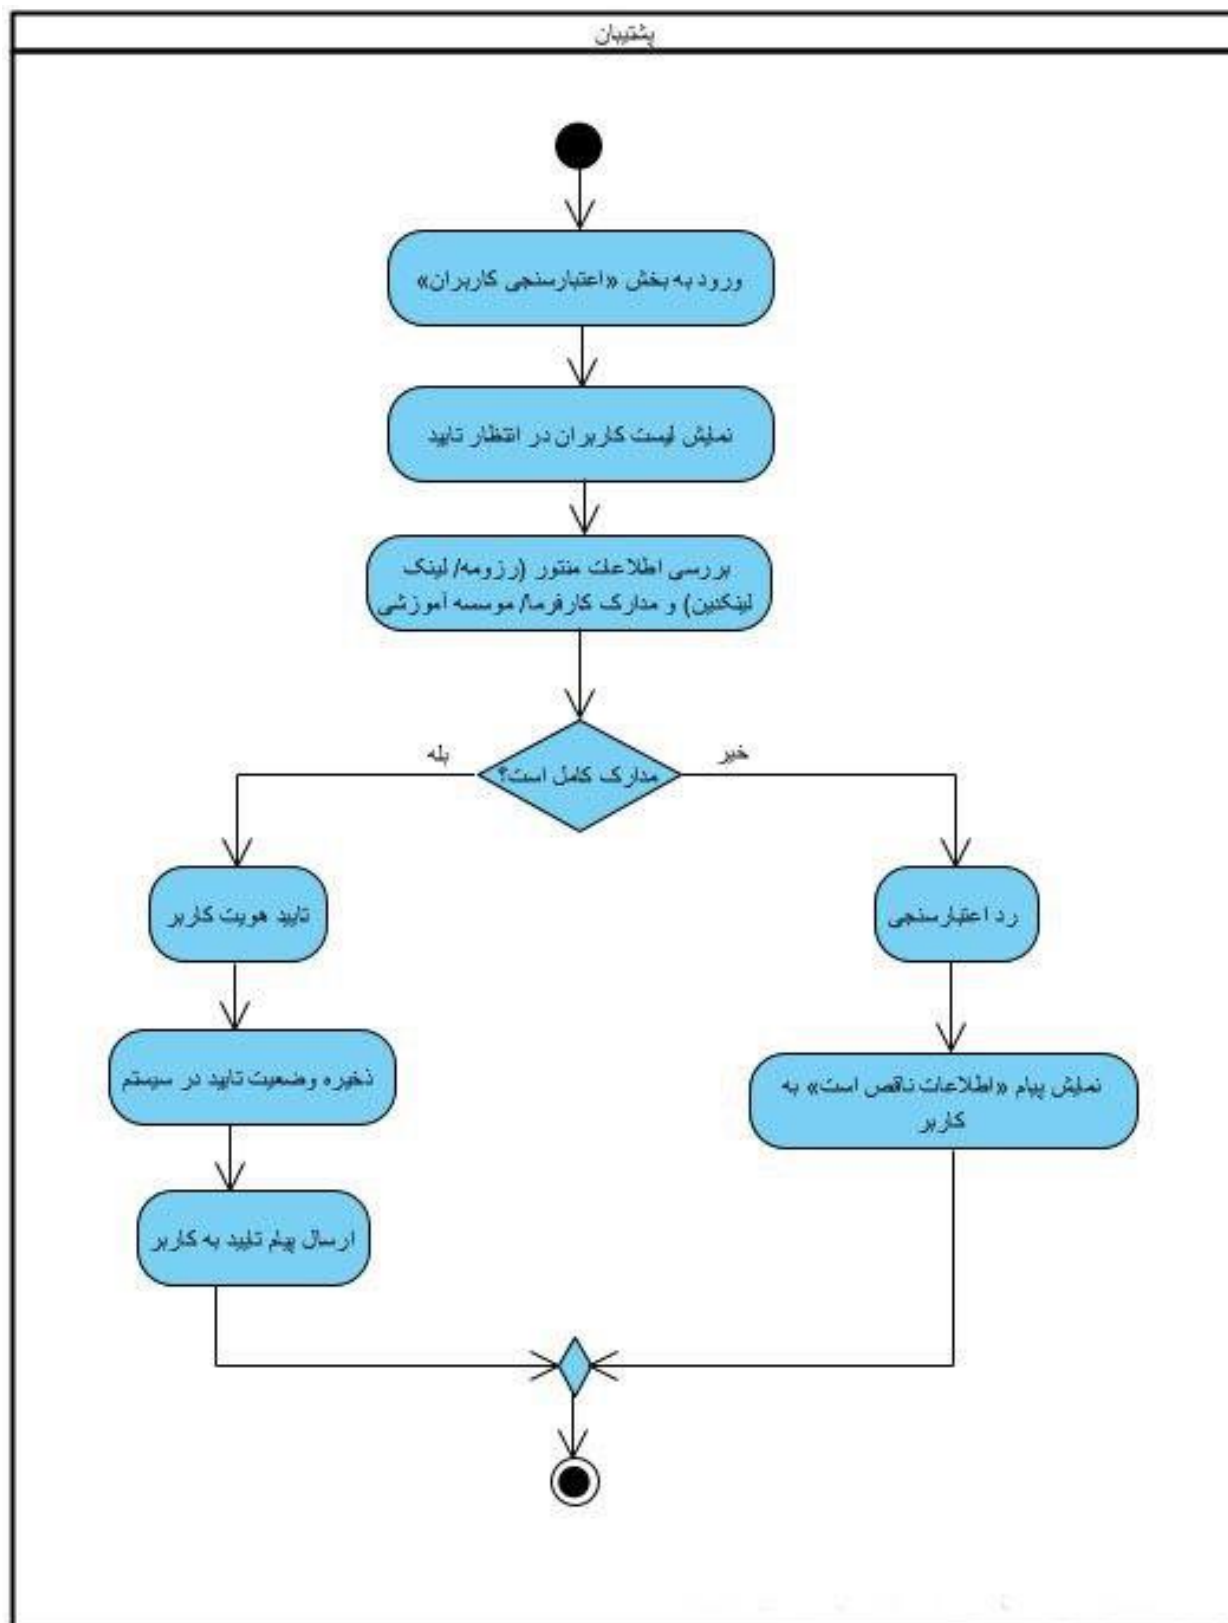 پشتیبان
ورود به بخش «اعتبارسنجی کاربران»
نمایش لیست کاربران در انتظار تایید
بررسی اطلاعات منتور (رزومه/ لینک
لینکدین) و مدارک کارفرما/ موسسه آموزشی
مدارک کامل است؟
بله
خیر
تایید هویت کاربر
رد اعتبارسنجی
ذخیره وضعیت تایید در سیستم
نمایش پیام «اطلاعات ناقص است» به
کاربر
ارسال پیام تایید به کاربر